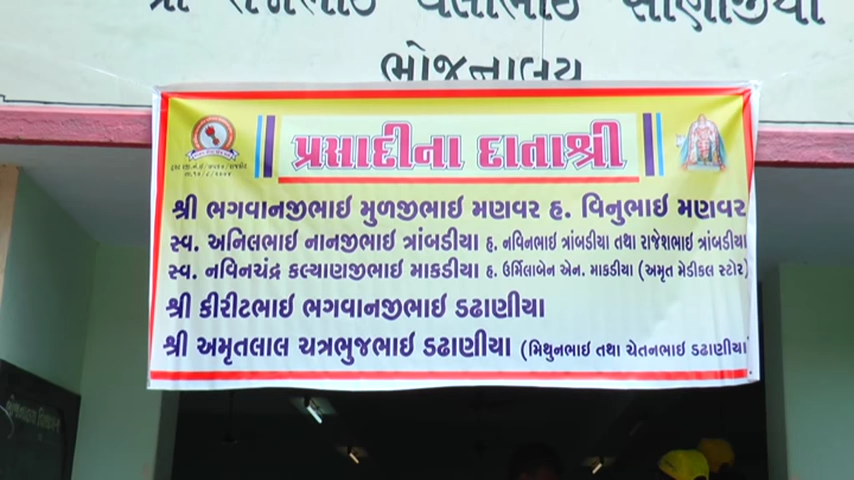 ભોજનાલય
પ્રસાદીના દાતાશ્રી
શ્રી ભગવાનજીભાઇ મુળજીભાઇ મણવર હ. વિનુભાઇ મણવર
સ્વ. અનિલભાઇ નાનજીભાઇ ત્રાંબડીયા હ. નવિનભાઇ ત્રાંબડીયા તથા રાજેશભાઇ ત્રાંબડીયા
સ્વ. નવિનચંદ્ર કલ્યાણજીભાઇ માકડીયા હ. ઉર્મિલાબેન એન. માકડીયા (અમૃત મેડીકલ સ્ટોર)
શ્રી કીરીટભાઇ ભગવાનજીભાઇ ડઢાણીયા
શ્રી અમૃતલાલ ચત્રભુજભાઇ ડઢાણીયા (મિથુનભાઇ તથા ચેતનભાઇ ડઢાણીયા